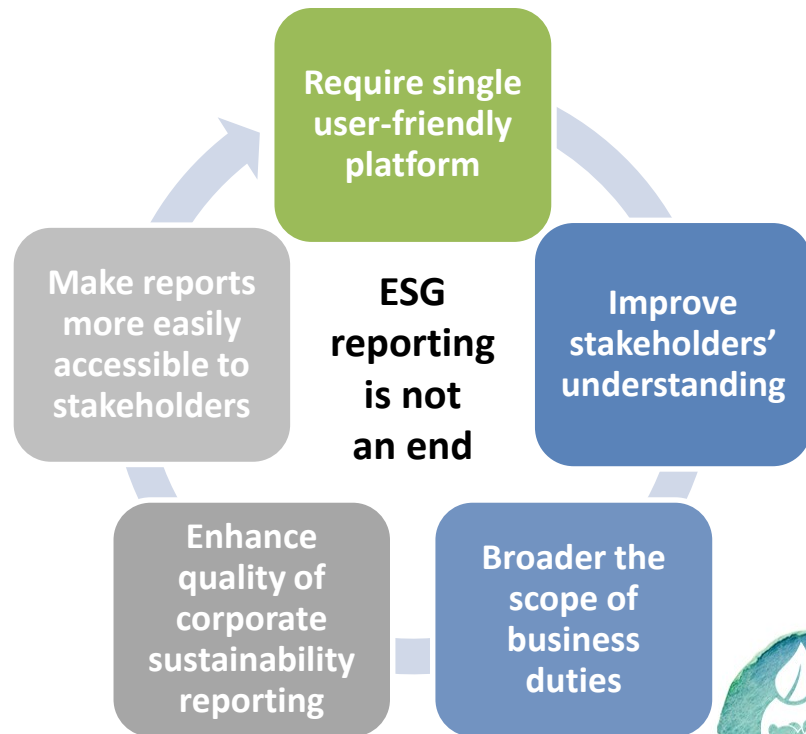 Require single
user-friendly
platform
Improve
stakeholders’
understanding
Broader the
scope of
business
duties
Enhance
quality of
corporate
sustainability
reporting
Make reports
more easily
accessible to
stakeholders
ESG
reporting
is not
an end